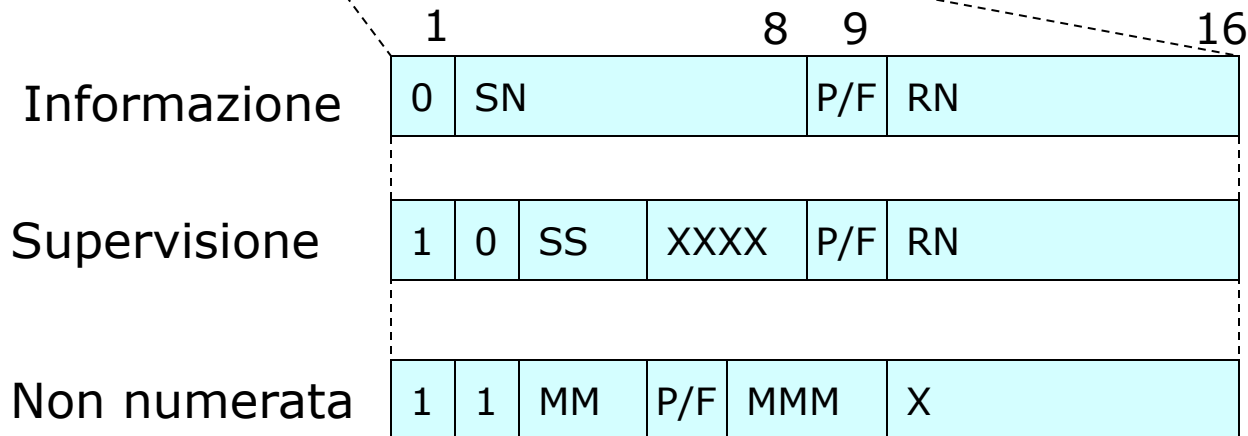 1 8 9 16
Informazione 0 SN P/F RN
Supervisione 1 0 SS XXXX P/F RN
Non numerata 1 1 MM P/F MMM X